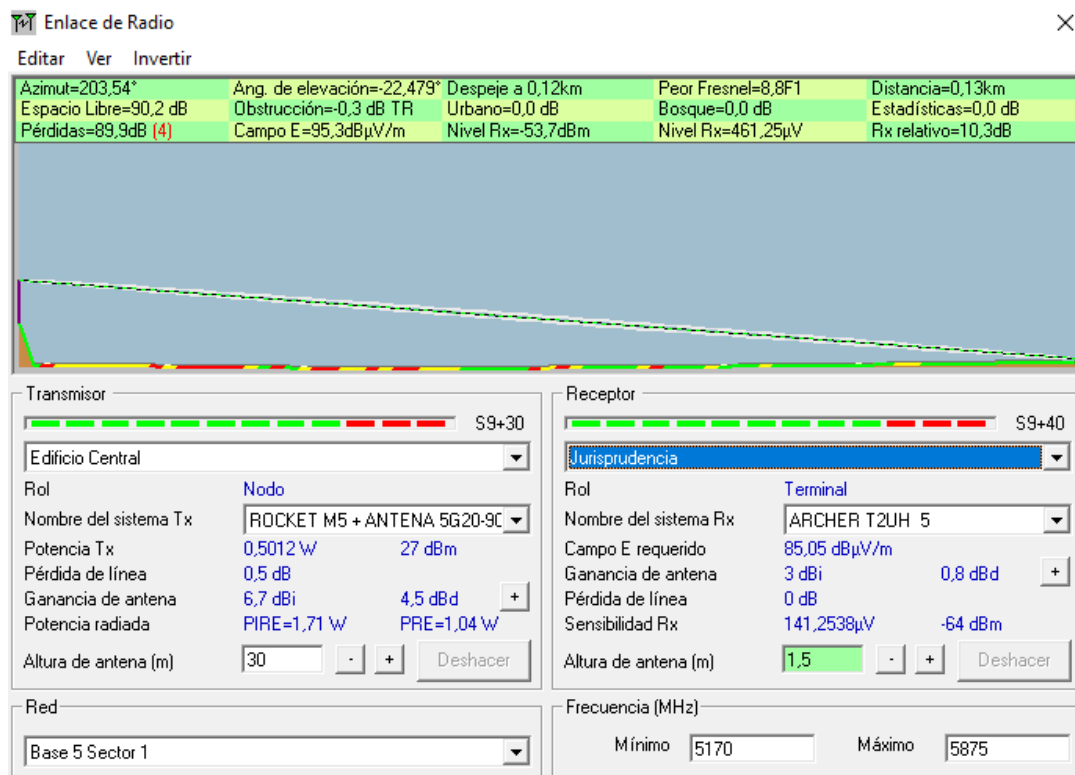 Enlace de Radio
Editar Ver Invertir
Azimut=203,54° Ang. de elevación=-22,479° Despeje a 0,12km Peor Fresnel=8,8F1 Distancia=0,13km
Espacio Libre=90,2 dB Obstrucción=-0,3 dB TR Urbano=0,0 dB Bosque=0,0 dB Estadísticas=0,0 dB
Pérdidas=89,9dB (4) Campo E=95,3dBµV/m Nivel Rx=-53,7dBm Nivel Rx=461,25µV Rx relativo=10,3dB
Transmisor
S9+30
Edificio Central
Rol Nodo
Nombre del sistema Tx ROCKET M5 + ANTENA 5G20-90
Potencia Tx 0,5012 W 27 dBm
Pérdida de línea 0,5 dB
Ganancia de antena 6,7 dBi 4,5 dBd +
Potencia radiada PIRE=1,71 W PRE=1,04 W
Altura de antena (m) 30 - + Deshacer
Receptor
S9+40
Jurisprudencia
Rol Terminal
Nombre del sistema Rx ARCHER T2UH 5
Campo E requerido 85,05 dBµV/m
Ganancia de antena 3 dBi 0,8 dBd +
Pérdida de línea 0 dB
Sensibilidad Rx 141,2538µV -64 dBm
Altura de antena (m) 1,5 - + Deshacer
Red
Base 5 Sector 1
Frecuencia (MHz)
Mínimo 5170 Máximo 5875